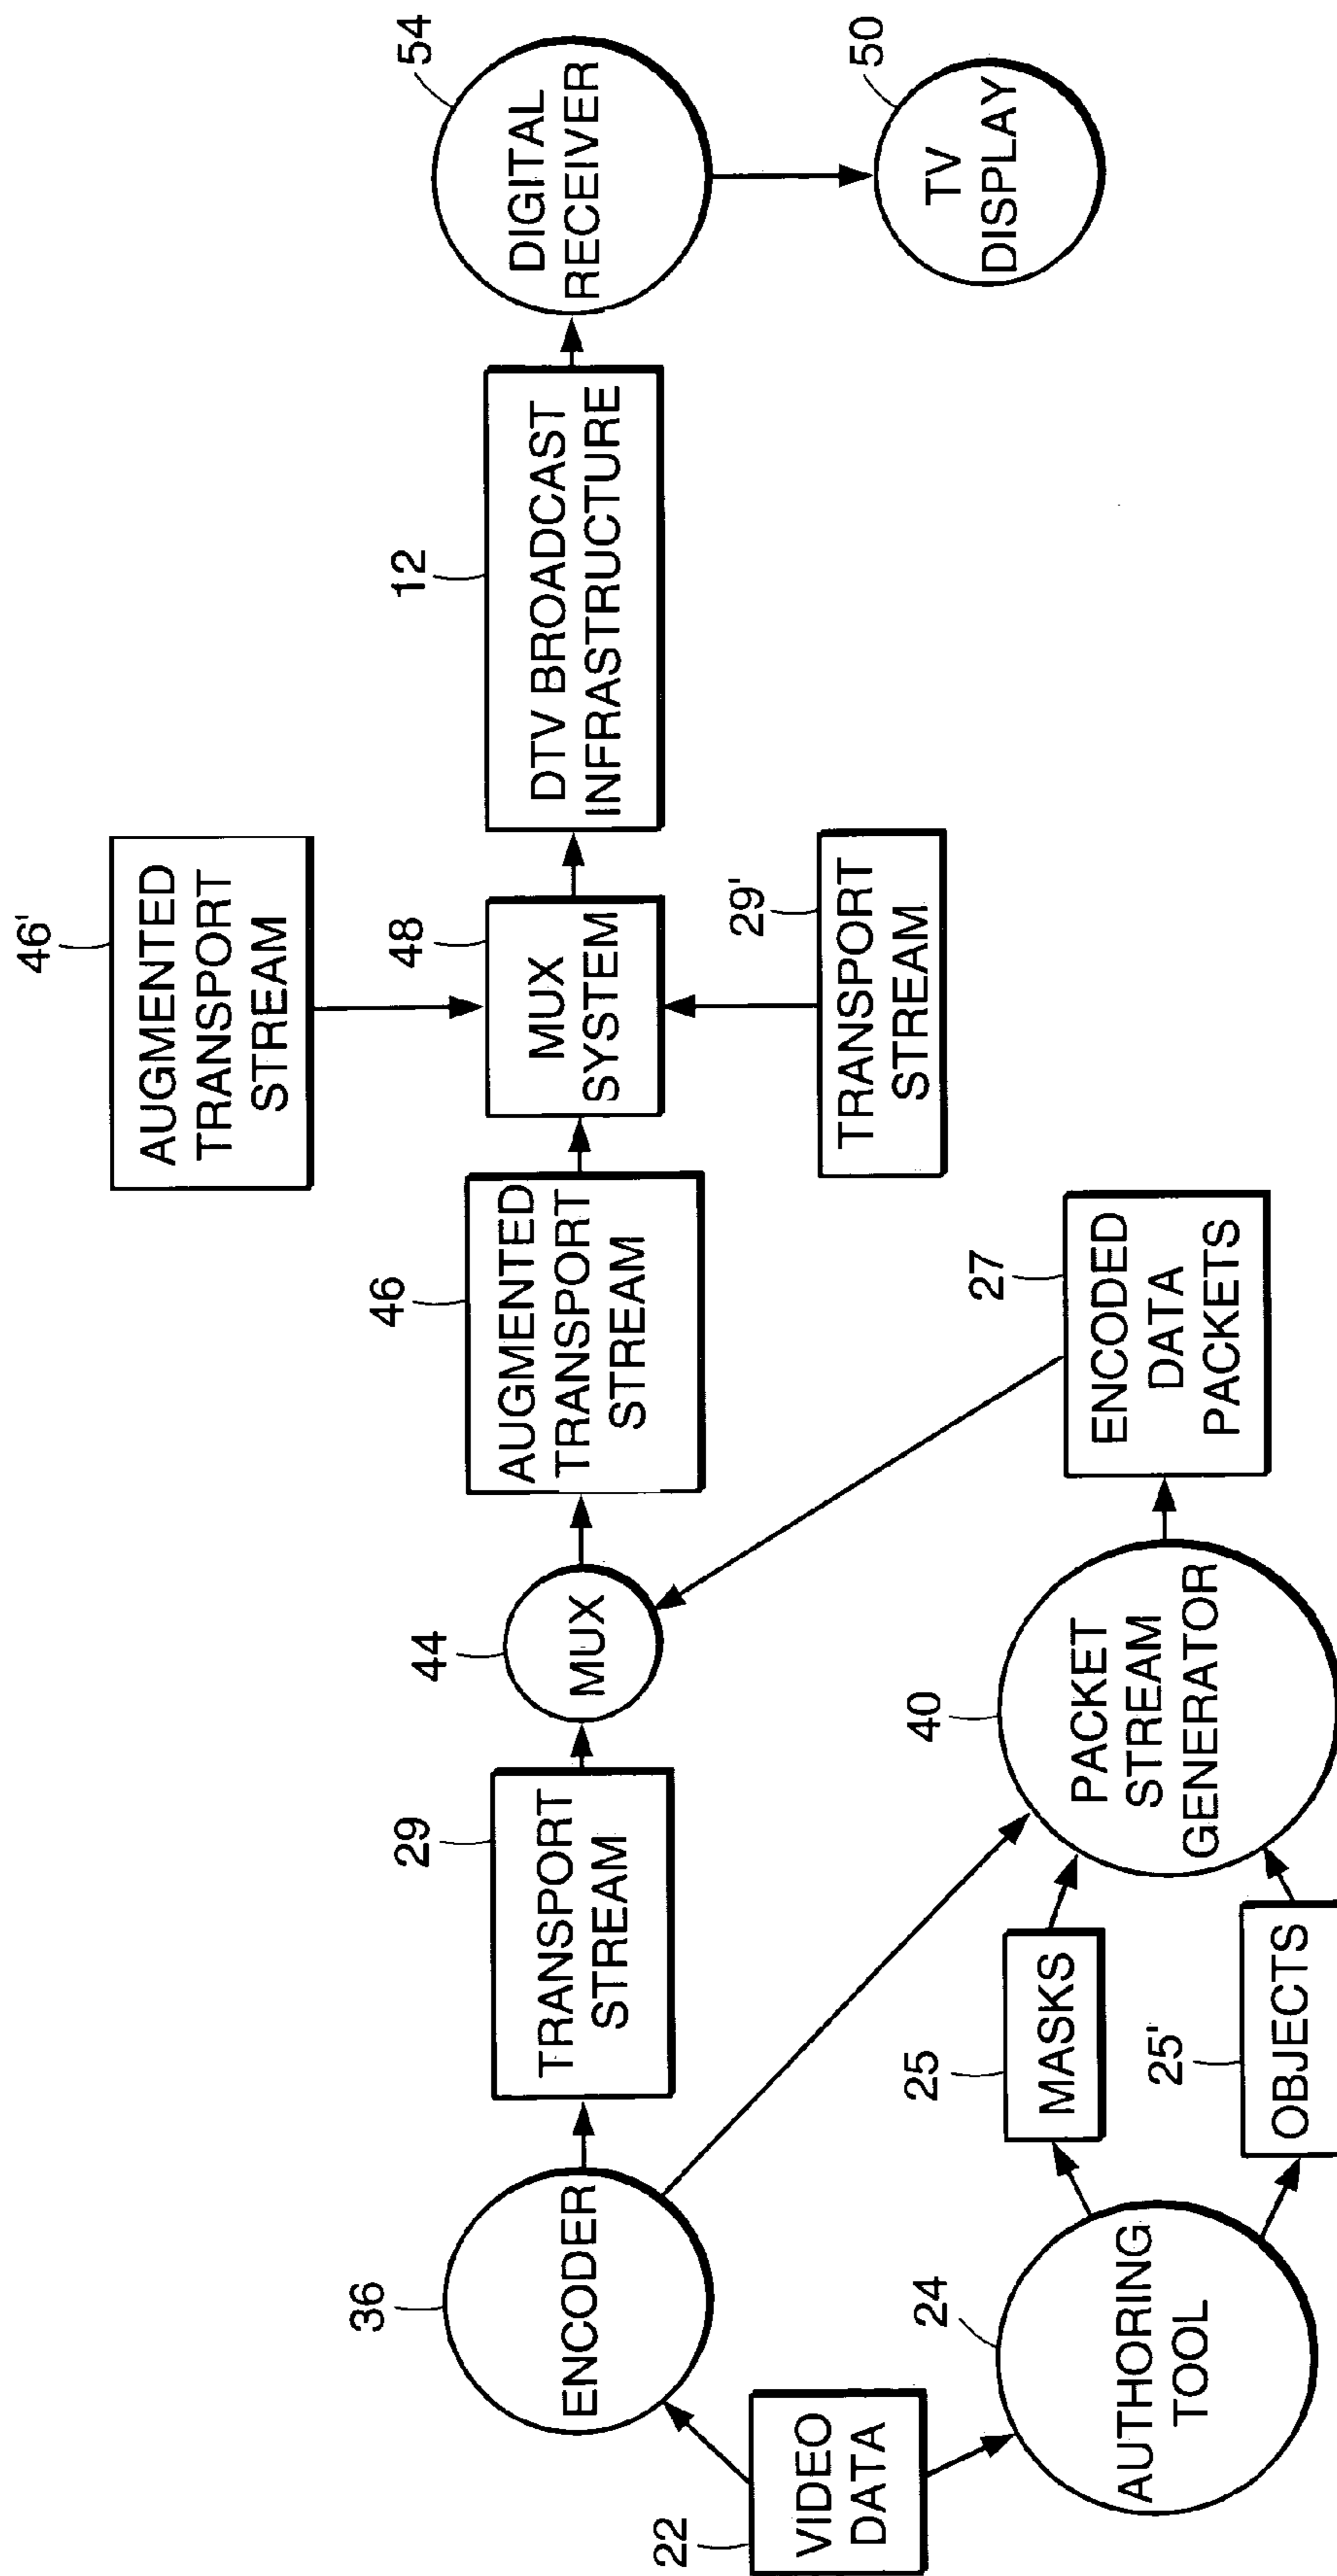 22
VIDEO
DATA
36
ENCODER
24
AUTHORING
TOOL
29
TRANSPORT
STREAM
25
MASKS
25'
OBJECTS
44
MUX
40
PACKET
STREAM
GENERATOR
46
AUGMENTED
TRANSPORT
STREAM
27
ENCODED
DATA
PACKETS
46'
AUGMENTED
TRANSPORT
STREAM
48
MUX
SYSTEM
29'
TRANSPORT
STREAM
12
DTV BROADCAST
INFRASTRUCTURE
54
DIGITAL
RECEIVER
50
TV
DISPLAY